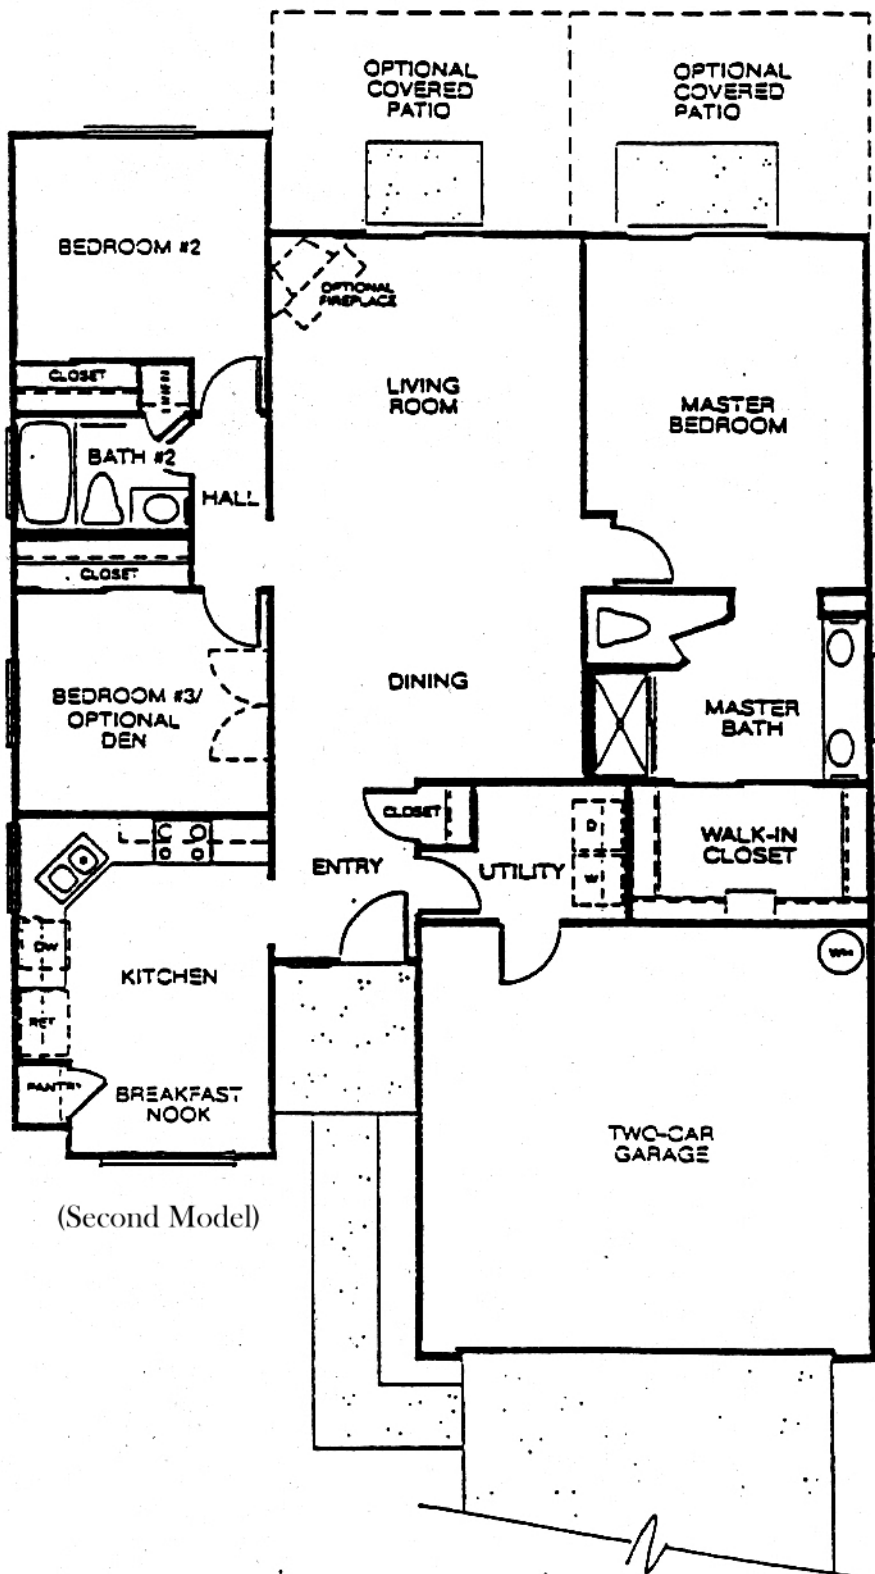 OPTIONAL
COVERED
PATIO
OPTIONAL
COVERED
PATIO
BEDROOM #2
OPTIONAL
FIREPLACE
CLOSET
LINEN
LIVING
ROOM
MASTER
BEDROOM
BATH #2
HALL
CLOSET
BEDROOM #3/
OPTIONAL
DEN
DINING
MASTER
BATH
CLOSET
D
W
UTILITY
WALK-IN
CLOSET
ENTRY
DW
KITCHEN
WH
REF
PANTRY
BREAKFAST
NOOK
TWO-CAR
GARAGE
(Second Model)